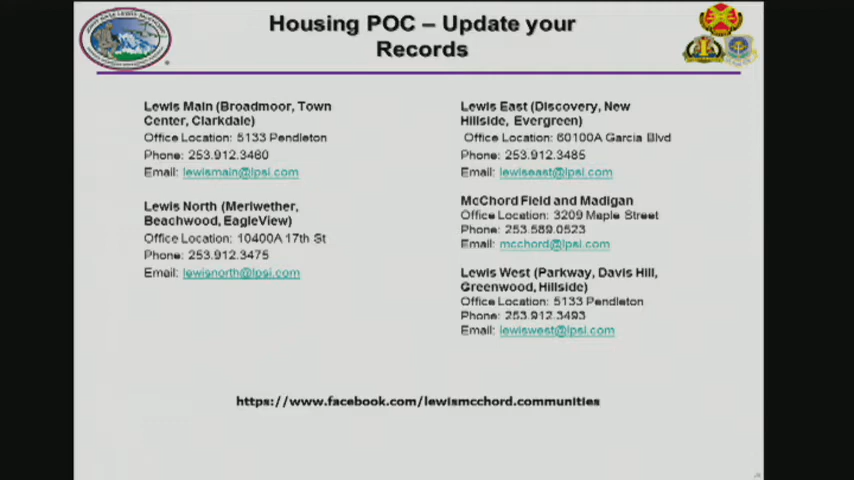 Housing POC – Update your
Records
Lewis Main (Broadmoor, Town
Center, Clarkdale)
Office Location: 5133 Pendleton
Phone: 253.912.3460
Email: lewismain@lpsi.com
Lewis North (Meriwether,
Beachwood, EagleView)
Office Location: 10400A 17th St
Phone: 253.912.3475
Email: lewisnorth@lpsi.com
Lewis East (Discovery, New
Hillside, Evergreen)
Office Location: 60100A Garcia Blvd
Phone: 253.912.3485
Email: lewiseast@lpsi.com
McChord Field and Madigan
Office Location: 3209 Maple Street
Phone: 253.589.0523
Email: mcchord@lpsi.com
Lewis West (Parkway, Davis Hill,
Greenwood, Hillside)
Office Location: 5133 Pendleton
Phone: 253.912.3493
Email: lewiswest@lpsi.com
https://www.facebook.com/lewismcchord.communities